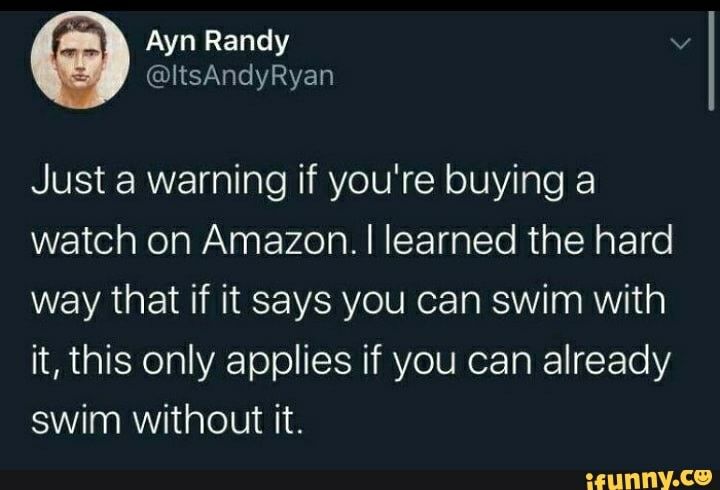 Ayn Randy
@ItsAndyRyan
Just a warning if you're buying a
watch on Amazon. I learned the hard
way that if it says you can swim with
it, this only applies if you can already
swim without it.
ifunny.co